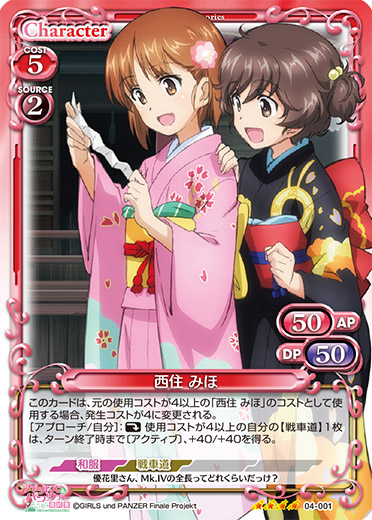 Character
COST
5
SOURCE
2
50 AP
DP 50
西住 みほ
このカードは、元の使用コストが4以上の「西住 みほ」のコストとして使
用する場合、発生コストが4に変更される。
[アプローチ/自分]: 使用コストが4以上の自分の【戦車道】1枚
は、ターン終了時まで[アクティブ]、+40/+40を得る。
和服 戦車道
優花里さん、Mk.Ⅳの全長ってどれくらいだっけ?
©GIRLS und PANZER Finale Projekt
04-001